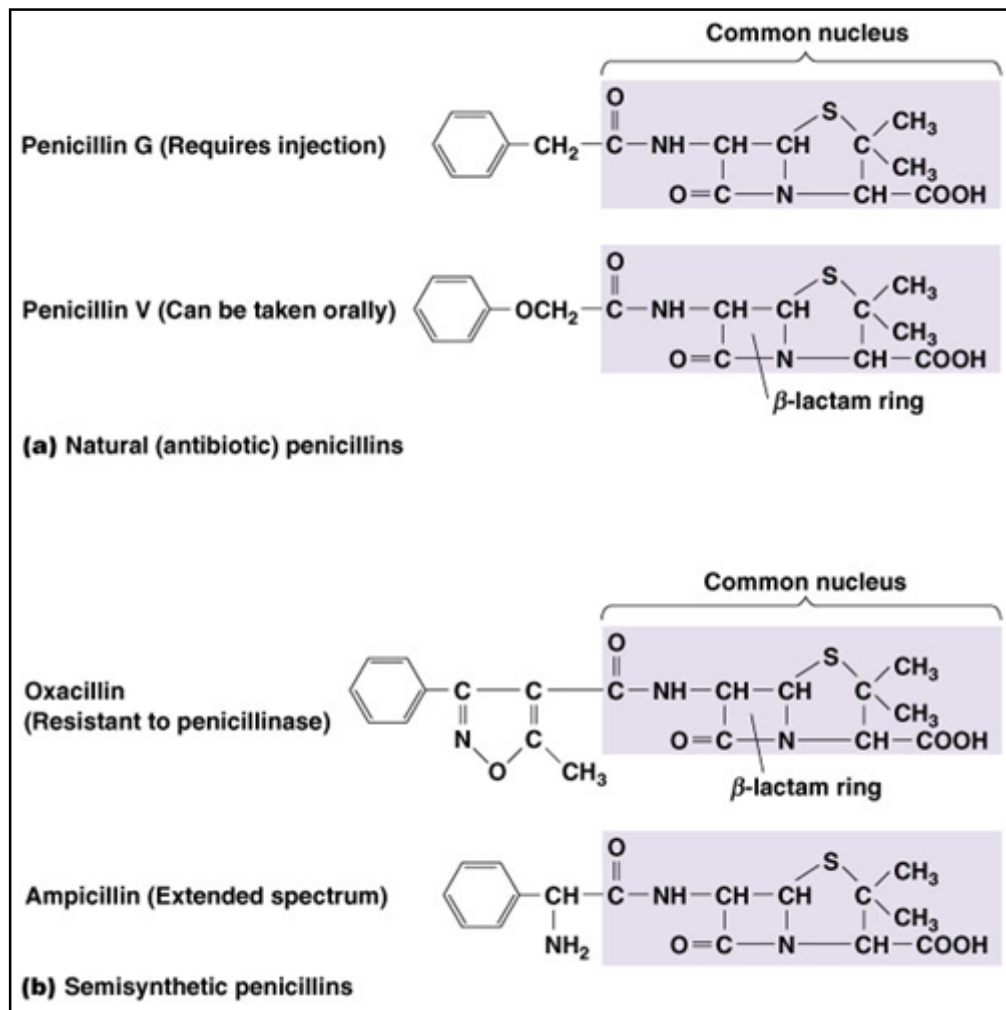 Common nucleus
Penicillin G (Requires injection)
CH₂
O
C
NH
CH
CH
S
C
CH₃
CH₃
O
C
N
CH
COOH
Penicillin V (Can be taken orally)
OCH₂
O
C
NH
CH
CH
S
C
CH₃
CH₃
O
C
N
CH
COOH
β-lactam ring
(a) Natural (antibiotic) penicillins
Common nucleus
Oxacillin
(Resistant to penicillinase)
C
C
N
O
C
CH₃
O
C
NH
CH
CH
S
C
CH₃
CH₃
O
C
N
CH
COOH
β-lactam ring
Ampicillin (Extended spectrum)
CH
NH₂
O
C
NH
CH
CH
S
C
CH₃
CH₃
O
C
N
CH
COOH
(b) Semisynthetic penicillins